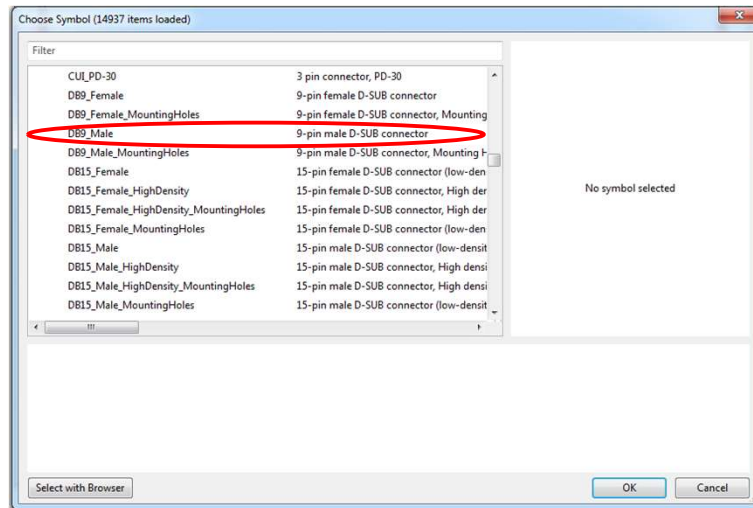 Choose Symbol (14937 items loaded)
Filter
CUI_PD-30 3 pin connector, PD-30
DB9_Female 9-pin female D-SUB connector
DB9_Female_MountingHoles 9-pin female D-SUB connector, Mounting
DB9_Male 9-pin male D-SUB connector
DB9_Male_MountingHoles 9-pin male D-SUB connector, Mounting H
DB15_Female 15-pin female D-SUB connector (low-den
DB15_Female_HighDensity 15-pin female D-SUB connector, High der
DB15_Female_HighDensity_MountingHoles 15-pin female D-SUB connector, High der
DB15_Female_MountingHoles 15-pin female D-SUB connector (low-den
DB15_Male 15-pin male D-SUB connector (low-densit
DB15_Male_HighDensity 15-pin male D-SUB connector, High densi
DB15_Male_HighDensity_MountingHoles 15-pin male D-SUB connector, High densi
DB15_Male_MountingHoles 15-pin male D-SUB connector (low-densit
No symbol selected
Select with Browser OK Cancel